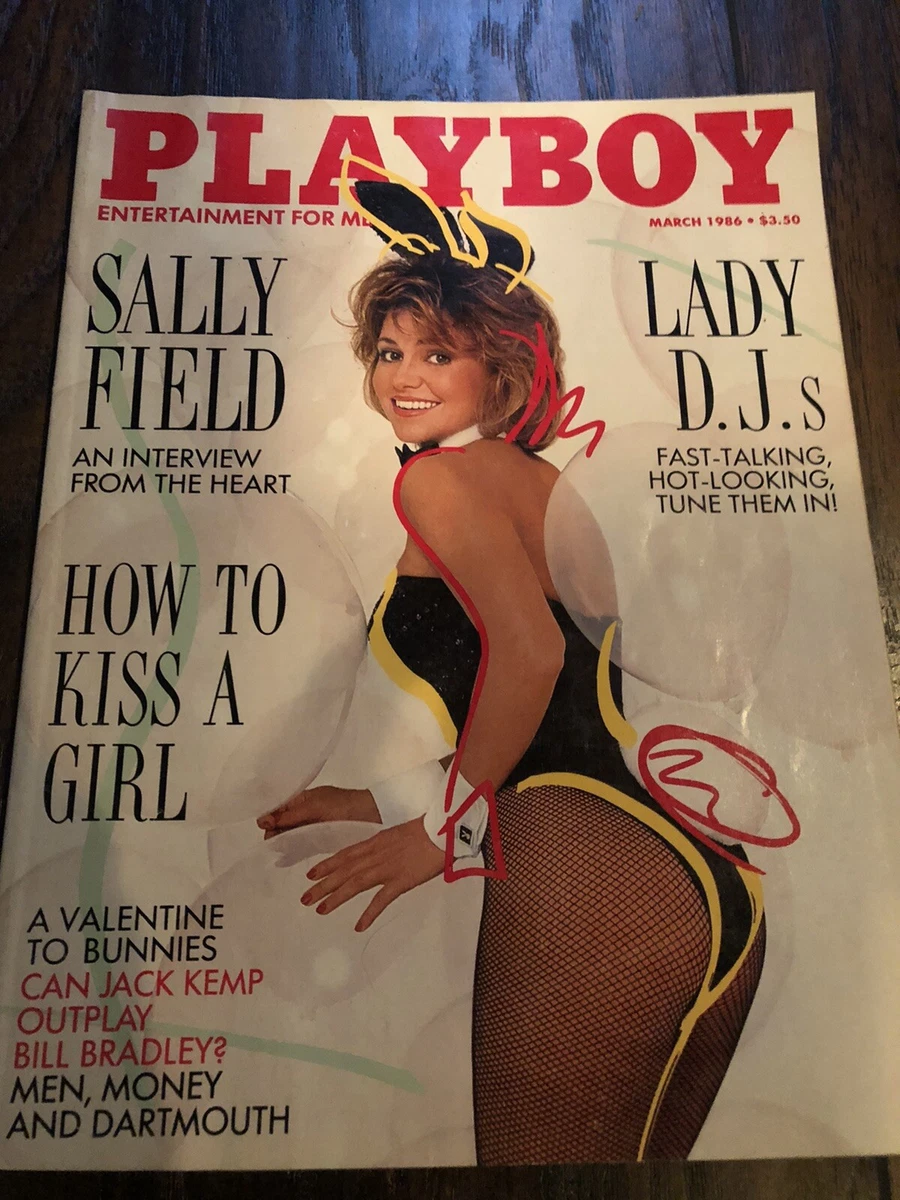 PLAYBOY
ENTERTAINMENT FOR
MARCH 1986 • $3.50
SALLY
FIELD
AN INTERVIEW
FROM THE HEART
LADY
D.J.s
FAST-TALKING,
HOT-LOOKING,
TUNE THEM IN!
HOW TO
KISS A
GIRL
A VALENTINE
TO BUNNIES
CAN JACK KEMP
OUTPLAY
BILL BRADLEY?
MEN, MONEY
AND DARTMOUTH